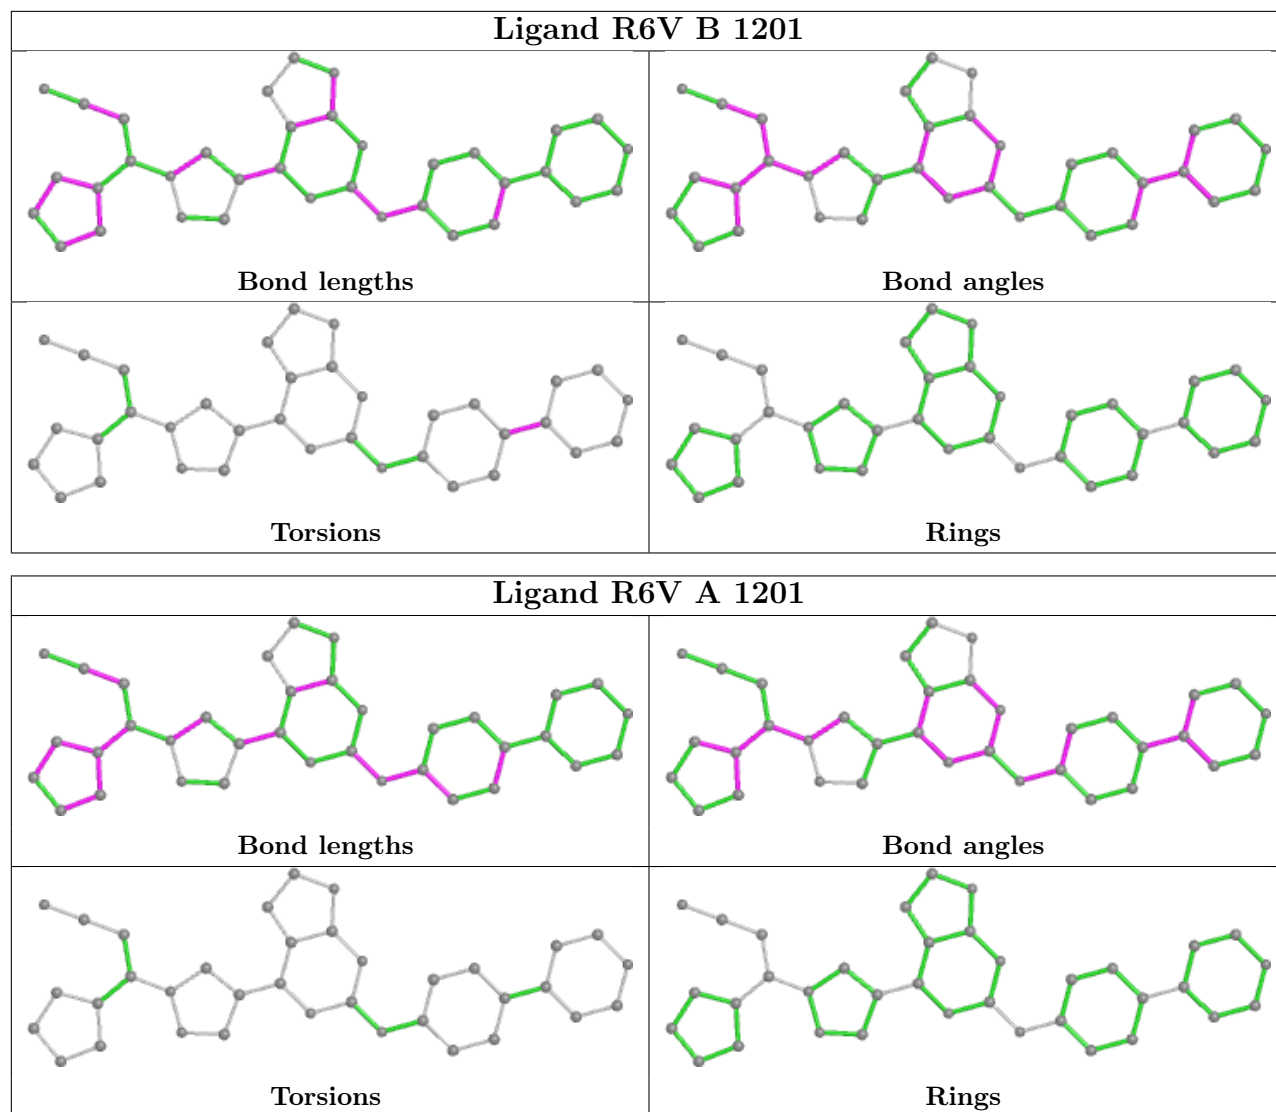 Ligand R6V B 1201
Bond lengths
Bond angles
Torsions
Rings
Ligand R6V A 1201
Bond lengths
Bond angles
Torsions
Rings